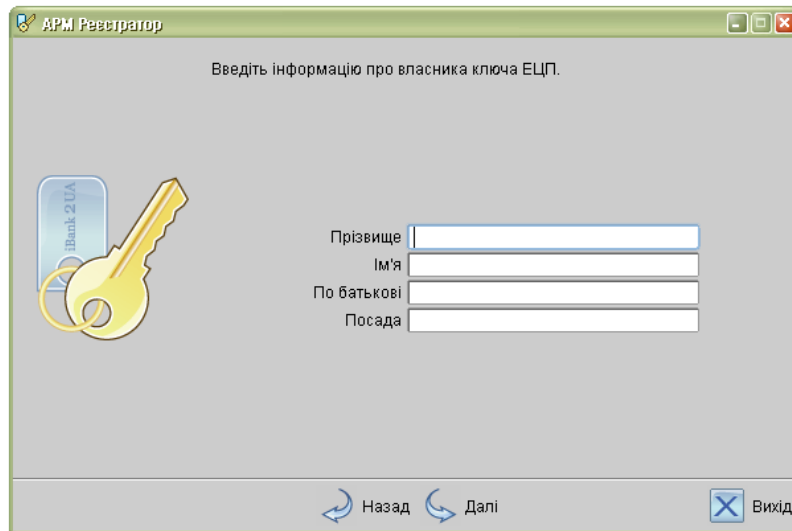 АРМ Реєстратор
Введіть інформацію про власника ключа ЕЦП.
iBank 2 UA
Прізвище
Ім'я
По батькові
Посада
Назад Далі Вихід